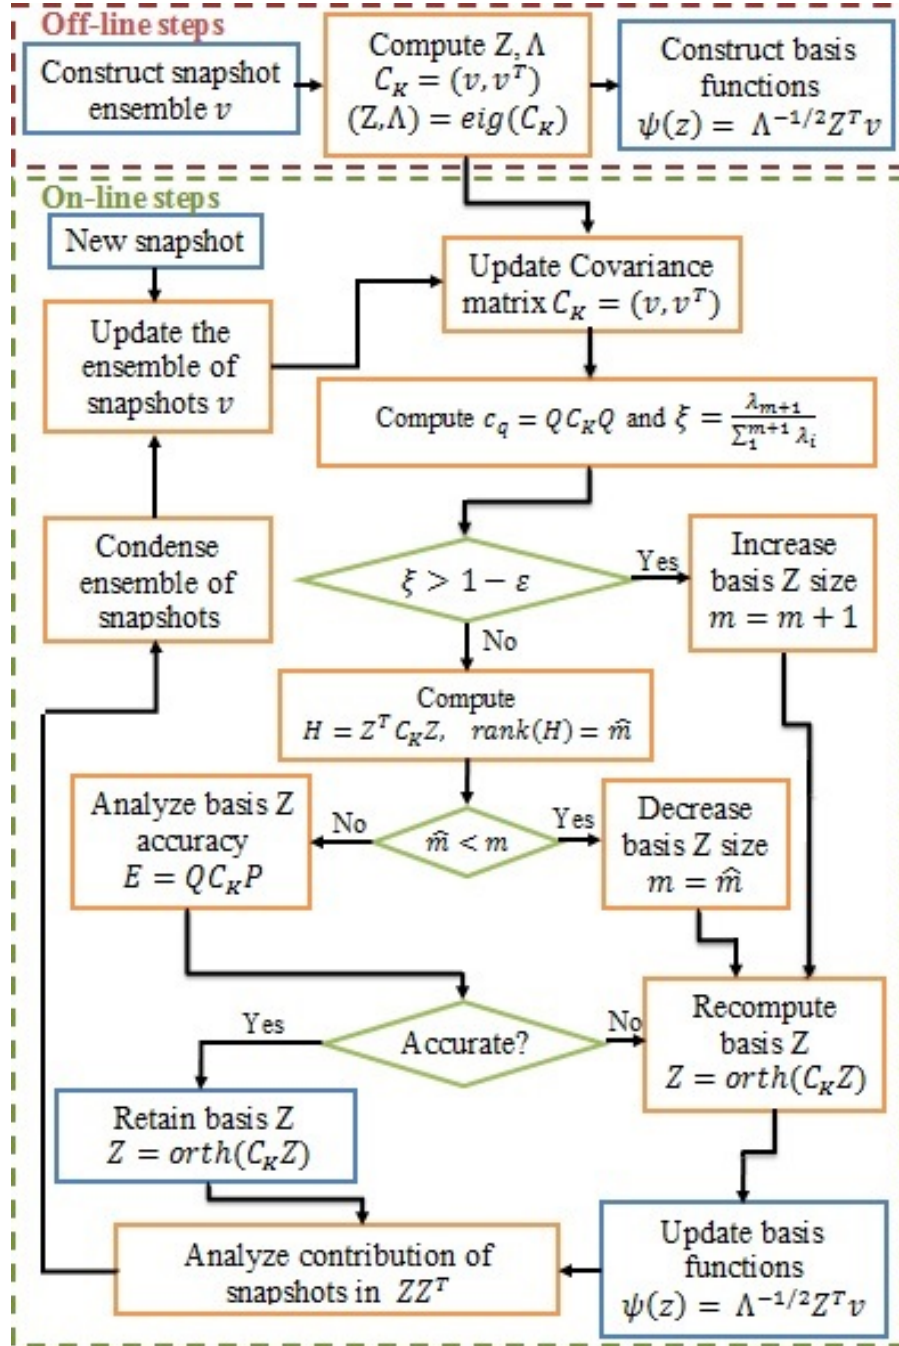 Off-line steps
Construct snapshot
ensemble v
Compute Z, Λ
C_K = (v, v^T)
(Z,Λ) = eig(C_K)
Construct basis
functions
ψ(z) = Λ^{-1/2}Z^T v
On-line steps
New snapshot
Update the
ensemble of
snapshots v
Update Covariance
matrix C_K = (v, v^T)
Compute c_q = QC_KQ and ξ = λ_{m+1} / Σ_1^{m+1} λ_i
Condense
ensemble of
snapshots
ξ > 1 − ε
Yes
Increase
basis Z size
m = m + 1
No
Compute
H = Z^T C_K Z, rank(H) = m̂
Analyze basis Z
accuracy
E = QC_KP
No
m̂ < m
Yes
Decrease
basis Z size
m = m̂
Yes
Accurate?
No
Recompute
basis Z
Z = orth(C_KZ)
Retain basis Z
Z = orth(C_KZ)
Analyze contribution of
snapshots in ZZ^T
Update basis
functions
ψ(z) = Λ^{-1/2}Z^T v